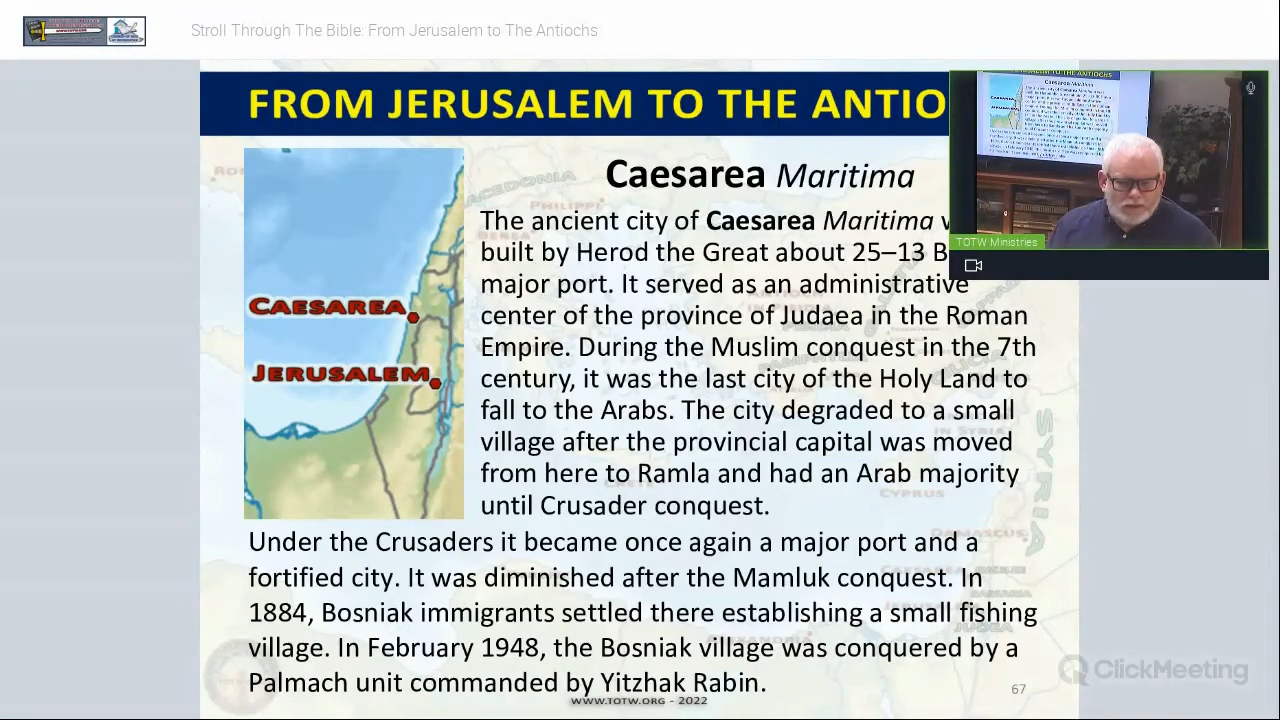 Stroll Through The Bible: From Jerusalem to The Antiochs
FROM JERUSALEM TO THE ANTIO
Caesarea Maritima
The ancient city of Caesarea Maritima
built by Herod the Great about 25–13 B
major port. It served as an administrative
center of the province of Judaea in the Roman
Empire. During the Muslim conquest in the 7th
century, it was the last city of the Holy Land to
fall to the Arabs. The city degraded to a small
village after the provincial capital was moved
from here to Ramla and had an Arab majority
until Crusader conquest.
CAESAREA
JERUSALEM
Under the Crusaders it became once again a major port and a
fortified city. It was diminished after the Mamluk conquest. In
1884, Bosniak immigrants settled there establishing a small fishing
village. In February 1948, the Bosniak village was conquered by a
Palmach unit commanded by Yitzhak Rabin.
WWW.TOTW.ORG - 2022
67
TOTW Ministries
ClickMeeting
SYRIA
CYPRUS
DAMASCUS
MACEDONIA
PHILIPPI